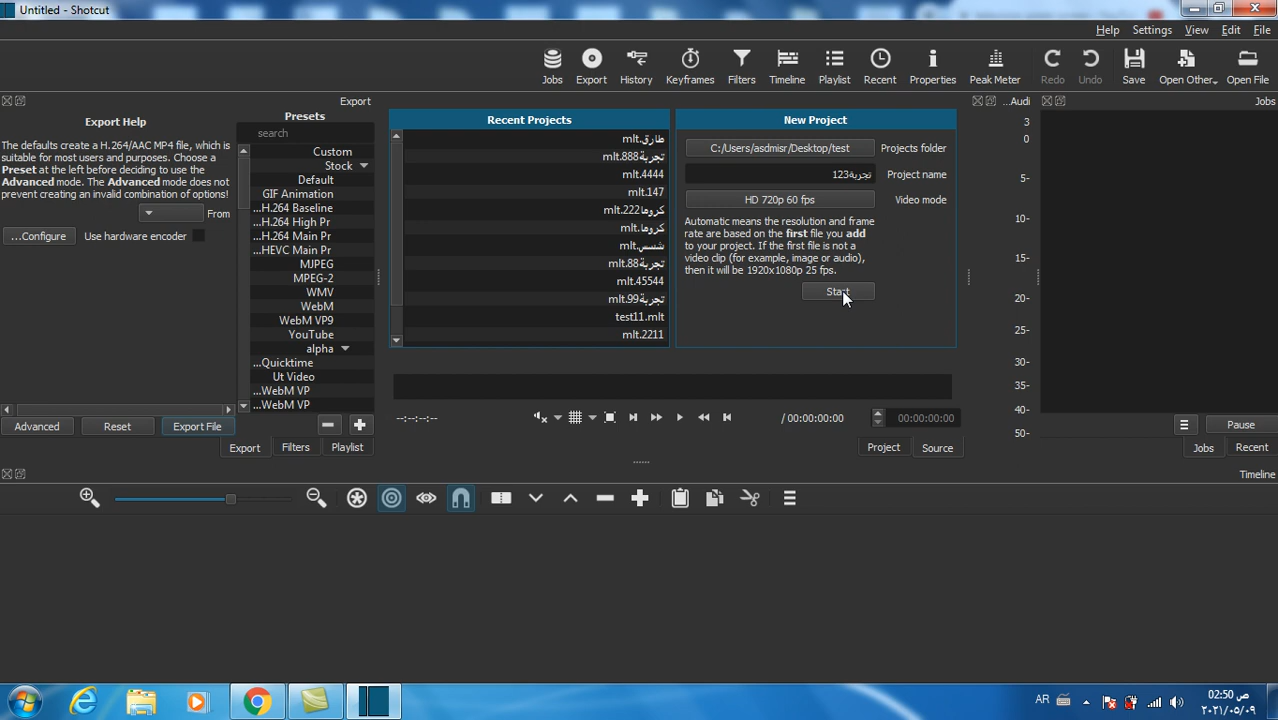 Untitled - Shotcut
Help Settings View Edit File
Jobs Export History Keyframes Filters Timeline Playlist Recent Properties Peak Meter Redo Undo Save Open Other... Open File
Export
Export Help
The defaults create a H.264/AAC MP4 file, which is
suitable for most users and purposes. Choose a
Preset at the left before deciding to use the
Advanced mode. The Advanced mode does not
prevent creating an invalid combination of options!
From
...Configure Use hardware encoder
Advanced Reset Export File
Presets
search
Custom
Stock
Default
GIF Animation
...H.264 Baseline
...H.264 High Pr
...H.264 Main Pr
...HEVC Main Pr
MJPEG
MPEG-2
WMV
WebM
WebM VP9
YouTube
alpha
...Quicktime
Ut Video
...WebM VP
...WebM VP
Export Filters Playlist
Recent Projects
طارق.mlt
تجربة888.mlt
mlt.4444
mlt.147
كروها222.mlt
كروها.mlt
شسس.mlt
تجربة88.mlt
mlt.45544
تجربة99.mlt
test11.mlt
mlt.2211
New Project
C:/Users/asdmisr/Desktop/test Projects folder
تجربة123 Project name
HD 720p 60 fps Video mode
Automatic means the resolution and frame
rate are based on the first file you add
to your project. If the first file is not a
video clip (for example, image or audio),
then it will be 1920x1080p 25 fps.
Start
--:--:--:-- / 00:00:00:00 00:00:00:00
Project Source
...Audi
3
0
5-
10-
15-
20-
25-
30-
35-
40-
50-
Jobs
Pause
Jobs Recent
Timeline
AR
02:50 ص
٢٠٢١/٠٥/٠٩